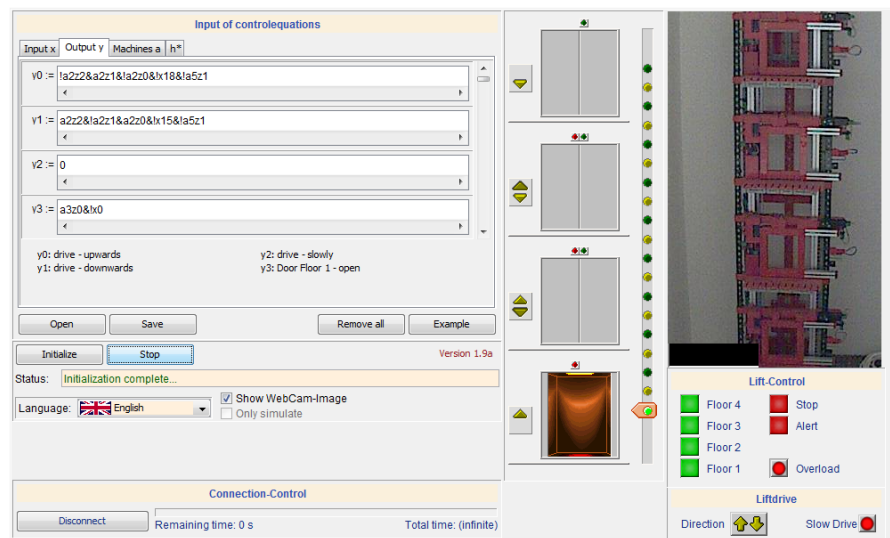 Input of controlequations
Input x Output y Machines a h*
y0 := !a2z2&a2z1&!a2z0&!x18&!a5z1
y1 := a2z2&!a2z1&a2z0&!x15&!a5z1
y2 := 0
y3 := a3z0&!x0
y0: drive - upwards y2: drive - slowly
y1: drive - downwards y3: Door Floor 1 - open
Open Save Remove all Example
Initialize Stop Version 1.9a
Status: Initialization complete...
Language: English Show WebCam-Image
Only simulate
Connection-Control
Disconnect Remaining time: 0 s Total time: (infinite)
Lift-Control
Floor 4 Stop
Floor 3 Alert
Floor 2
Floor 1 Overload
Liftdrive
Direction Slow Drive